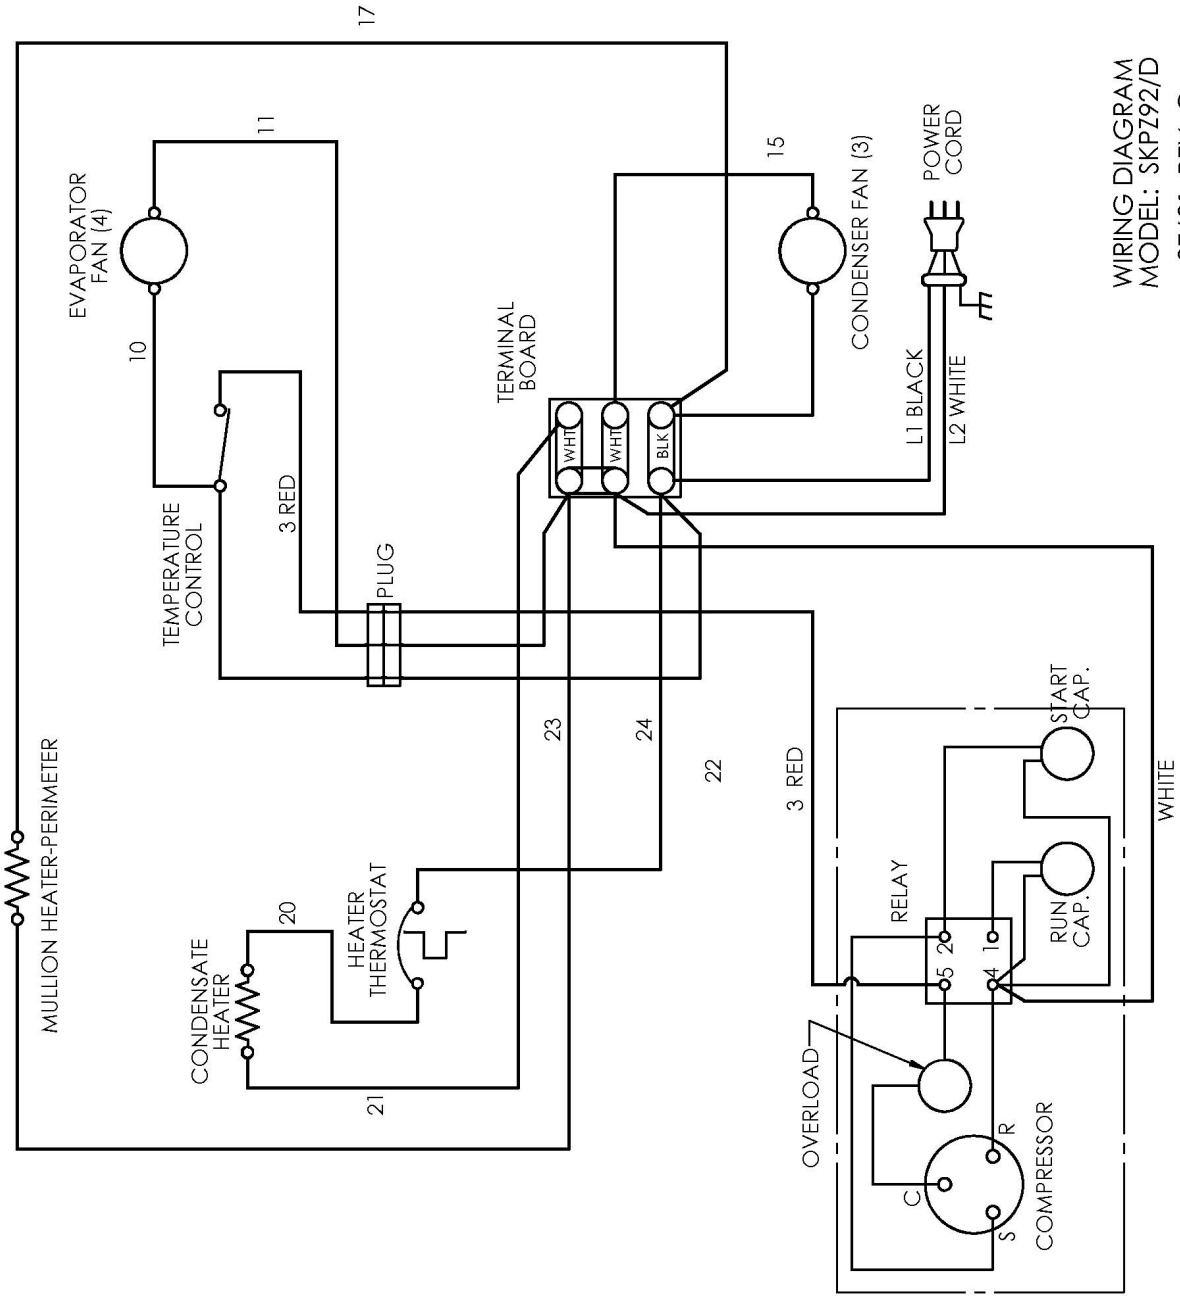 17
11
EVAPORATOR
FAN (4)
10
TEMPERATURE
CONTROL
3 RED
PLUG
TERMINAL
BOARD
WHT
WHT
BLK
15
CONDENSER FAN (3)
POWER
CORD
L1 BLACK
L2 WHITE
MULLION HEATER-PERIMETER
CONDENSATE
HEATER
20
21
HEATER
THERMOSTAT
23
24
22
3 RED
RELAY
5
2
4
1
START
CAP.
RUN
CAP.
WHITE
OVERLOAD
C
S
R
COMPRESSOR
WIRING DIAGRAM
MODEL: SKPZ92/D